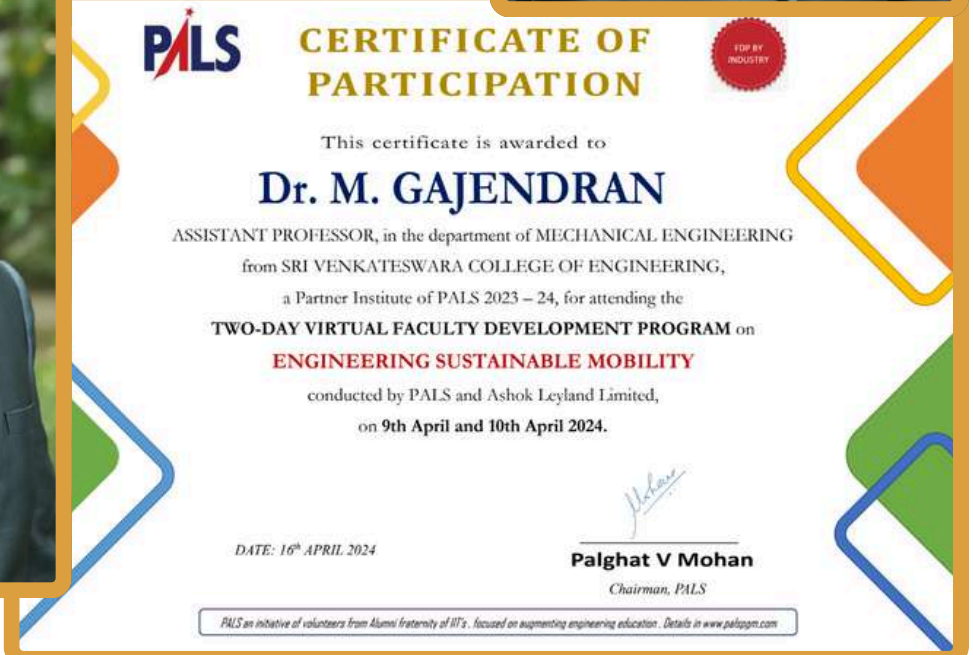 PALS
CERTIFICATE OF
PARTICIPATION
FDP BY
INDUSTRY
This certificate is awarded to
Dr. M. GAJENDRAN
ASSISTANT PROFESSOR, in the department of MECHANICAL ENGINEERING
from SRI VENKATESWARA COLLEGE OF ENGINEERING,
a Partner Institute of PALS 2023 – 24, for attending the
TWO-DAY VIRTUAL FACULTY DEVELOPMENT PROGRAM on
ENGINEERING SUSTAINABLE MOBILITY
conducted by PALS and Ashok Leyland Limited,
on 9th April and 10th April 2024.
Mohan
DATE: 16th APRIL 2024
Palghat V Mohan
Chairman, PALS
PALS an initiative of volunteers from Alumni fraternity of IIT's , focused on augmenting engineering education . Details in www.palspgm.com